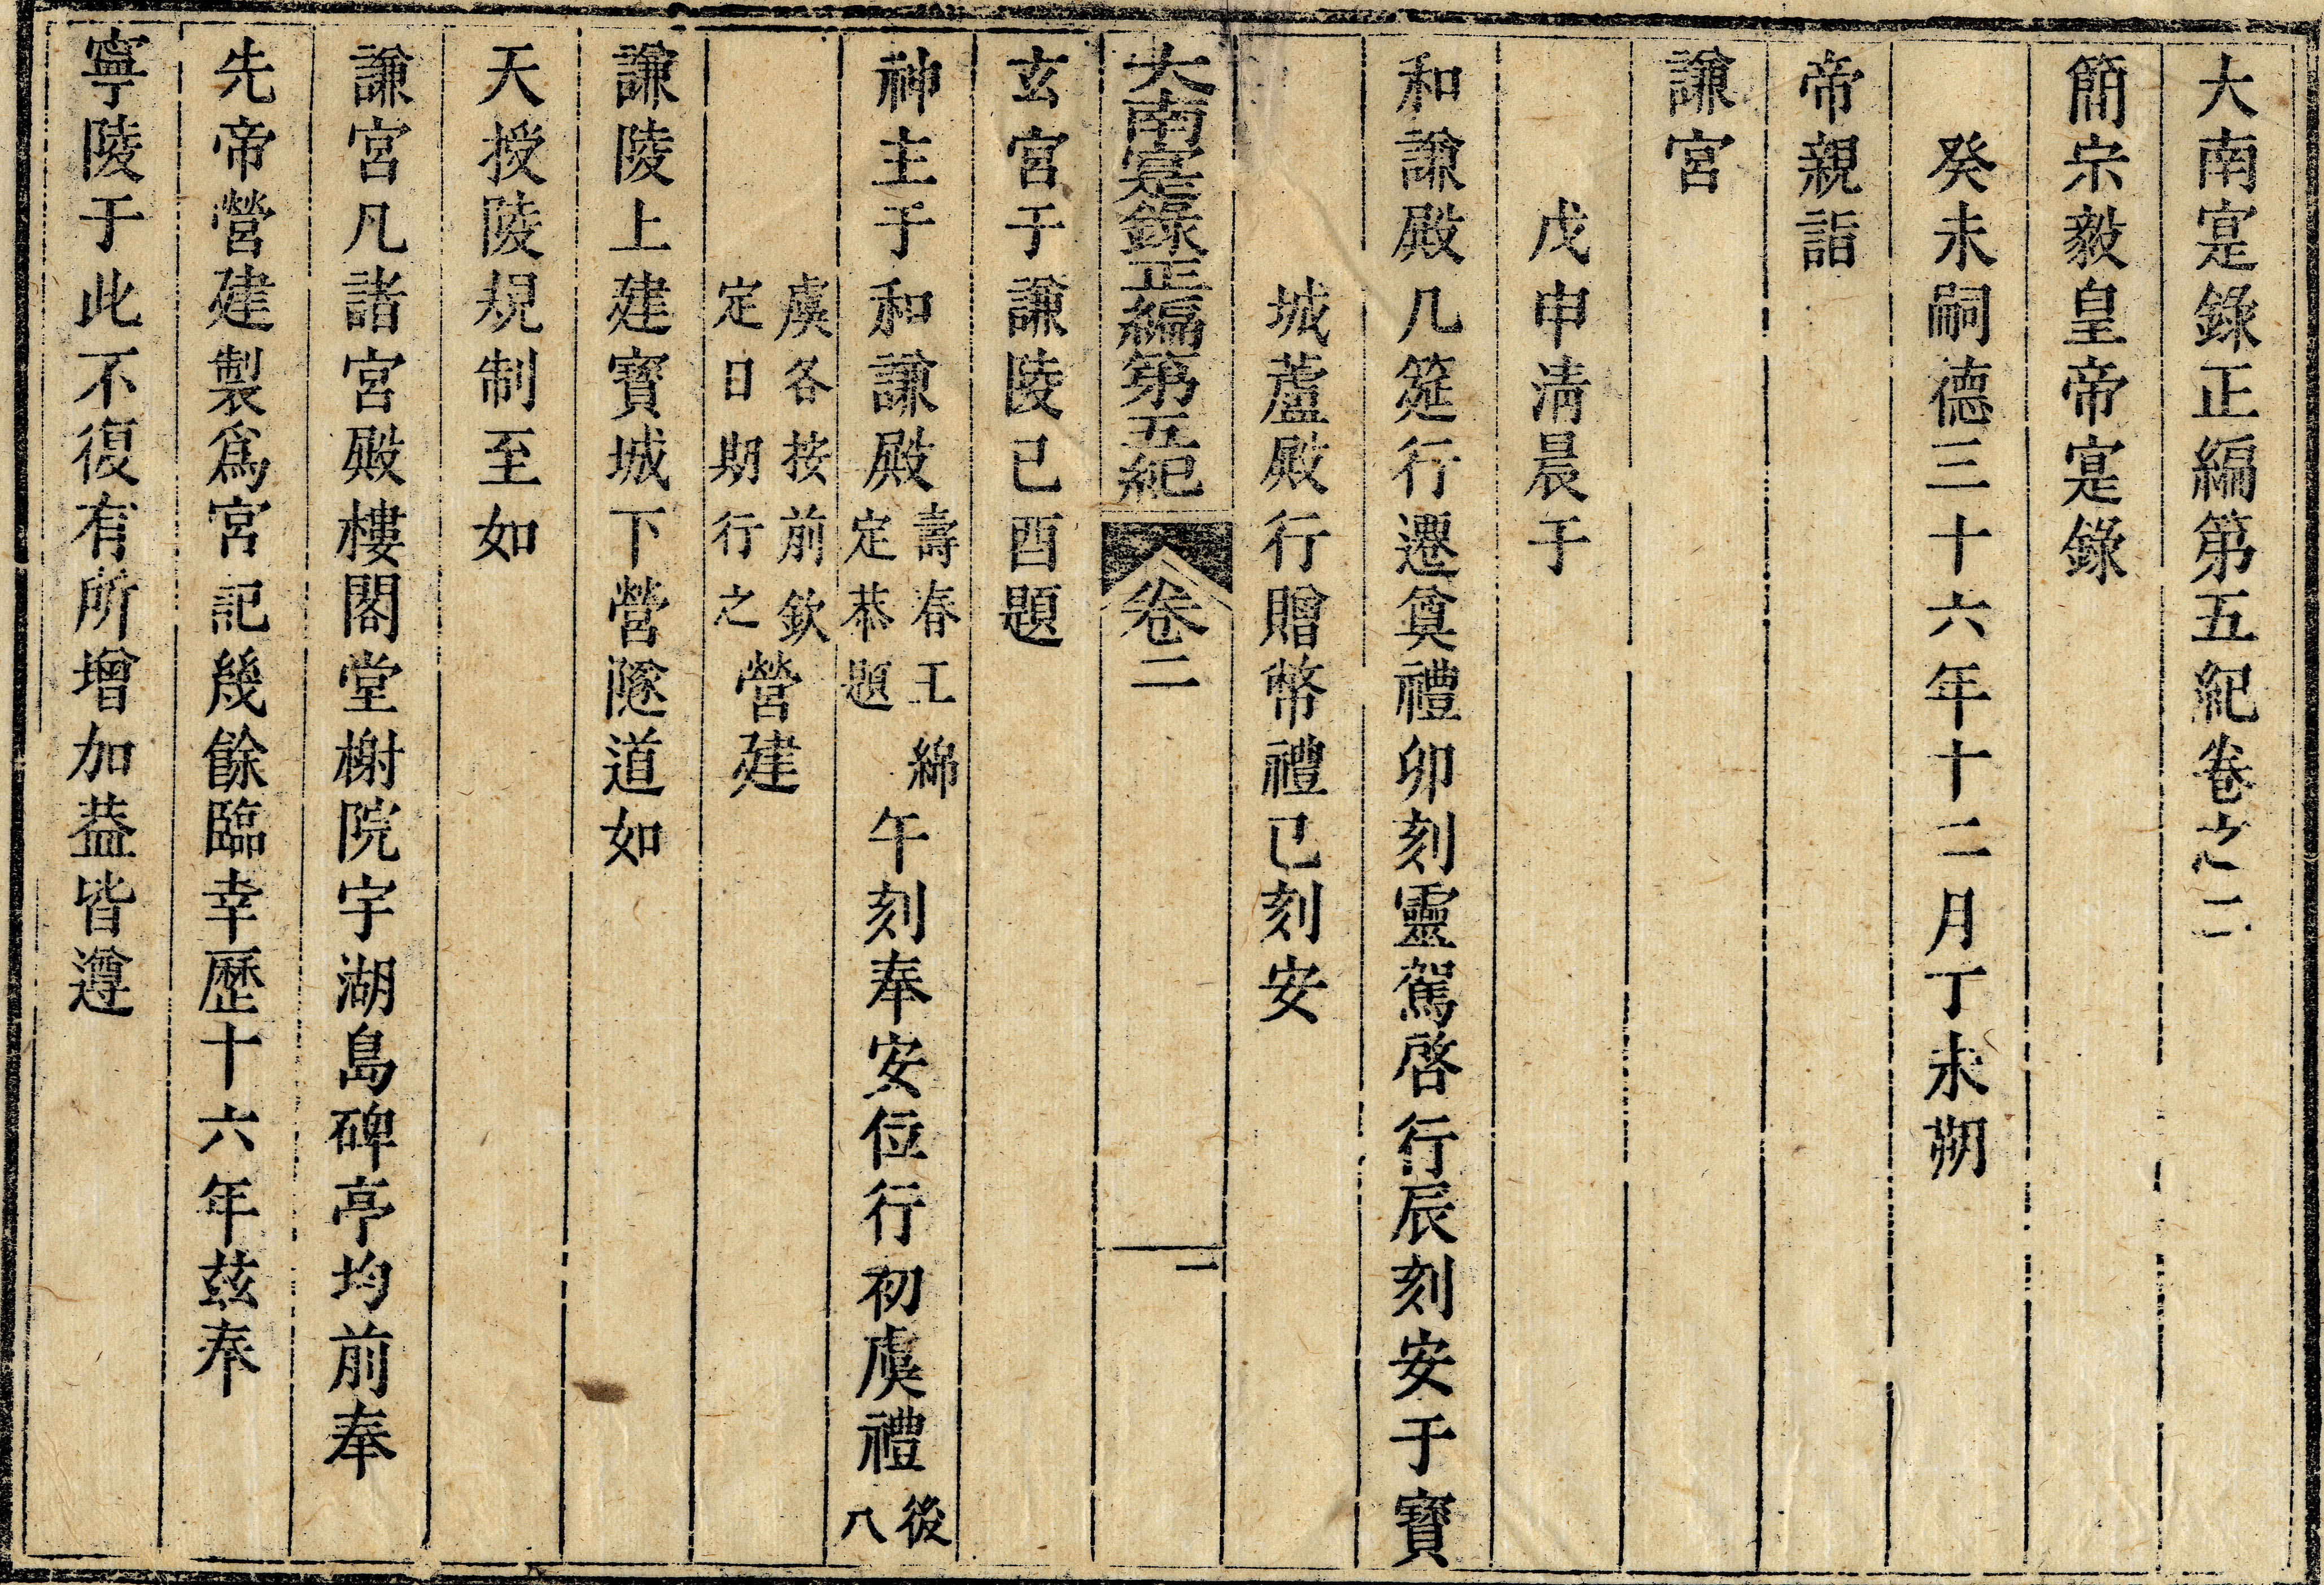 大南寔錄正編第五紀卷之二
簡宗毅皇帝寔錄
癸未嗣德三十六年十二月丁未朔
帝親詣
謙宮
戊申清晨于
和謙殿几筵行遷奠禮卯刻靈駕啓行辰刻安于寶
城蘆殿行贈幣禮巳刻安
大南寔錄正編第五紀 卷二 一
玄宮于謙陵已酉題
神主于和謙殿壽春王綿定恭題午刻奉安位行初虞禮後八
虞各按前欽定日期行之營建
謙陵上建寶城下營隧道如
天授陵規制至如
謙宮凡諸宮殿樓閣堂榭院宇湖島碑亭均前奉
先帝營建製爲宮記幾餘臨幸歷十六年茲奉
寧陵于此不復有所增加益皆遵